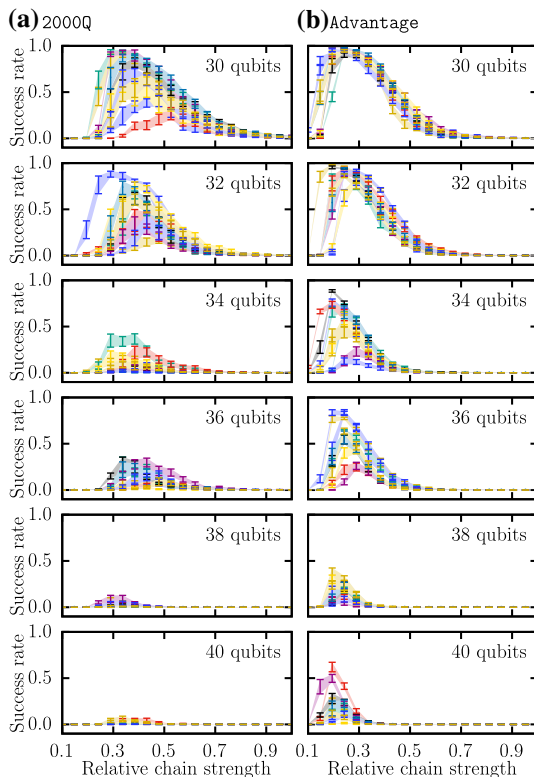 (a) 2000Q
(b) Advantage
Success rate
1.0
0.5
0.0
30 qubits
30 qubits
Success rate
1.0
0.5
0.0
32 qubits
32 qubits
Success rate
1.0
0.5
0.0
34 qubits
34 qubits
Success rate
1.0
0.5
0.0
36 qubits
36 qubits
Success rate
1.0
0.5
0.0
38 qubits
38 qubits
Success rate
1.0
0.5
0.0
40 qubits
40 qubits
0.1 0.3 0.5 0.7 0.9
0.1 0.3 0.5 0.7 0.9
Relative chain strength
Relative chain strength